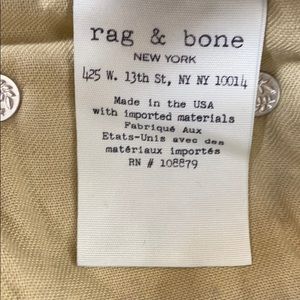 rag & bone
NEW YORK
425 W. 13th St, NY NY 10014
Made in the USA
with imported materials
Fabriqué Aux
Etats-Unis avec des
matériaux importés
RN # 108879